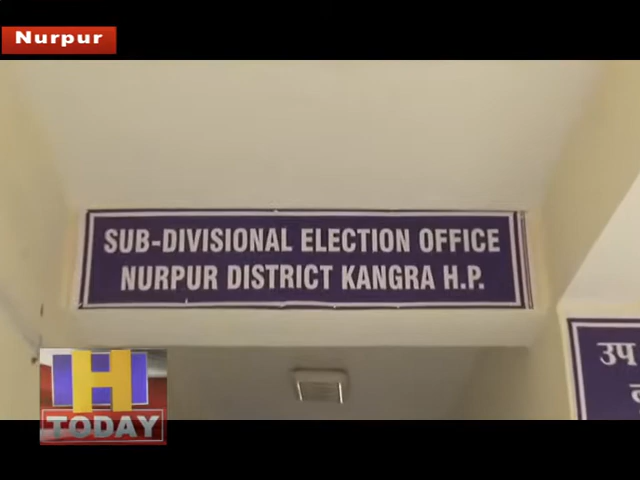 Nurpur
SUB-DIVISIONAL ELECTION OFFICE
NURPUR DISTRICT KANGRA H.P.
उप
H
TODAY